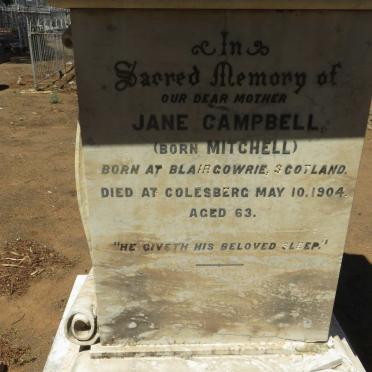 In
Sacred Memory of
OUR DEAR MOTHER
JANE CAMPBELL,
(BORN MITCHELL)
BORN AT BLAIRGOWRIE, SCOTLAND.
DIED AT COLESBERG MAY 10. 1904.
AGED 63.
"HE GIVETH HIS BELOVED SLEEP."